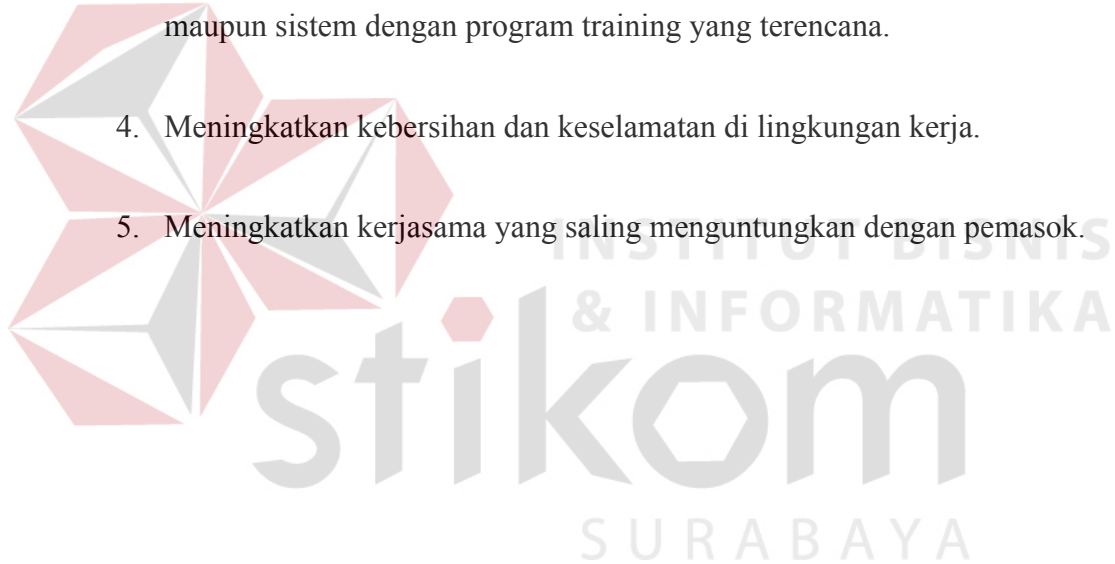 maupun sistem dengan program training yang terencana.
4. Meningkatkan kebersihan dan keselamatan di lingkungan kerja.
5. Meningkatkan kerjasama yang saling menguntungkan dengan pemasok.
INSTITUT BISNIS
& INFORMATIKA
stikom
SURABAYA